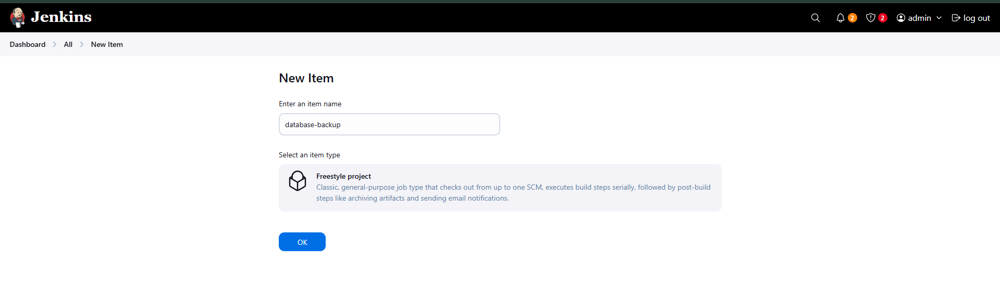 Jenkins
2
2
admin
log out
Dashboard
All
New Item
New Item
Enter an item name
database-backup
Select an item type
Freestyle project
Classic, general-purpose job type that checks out from up to one SCM, executes build steps serially, followed by post-build
steps like archiving artifacts and sending email notifications.
OK